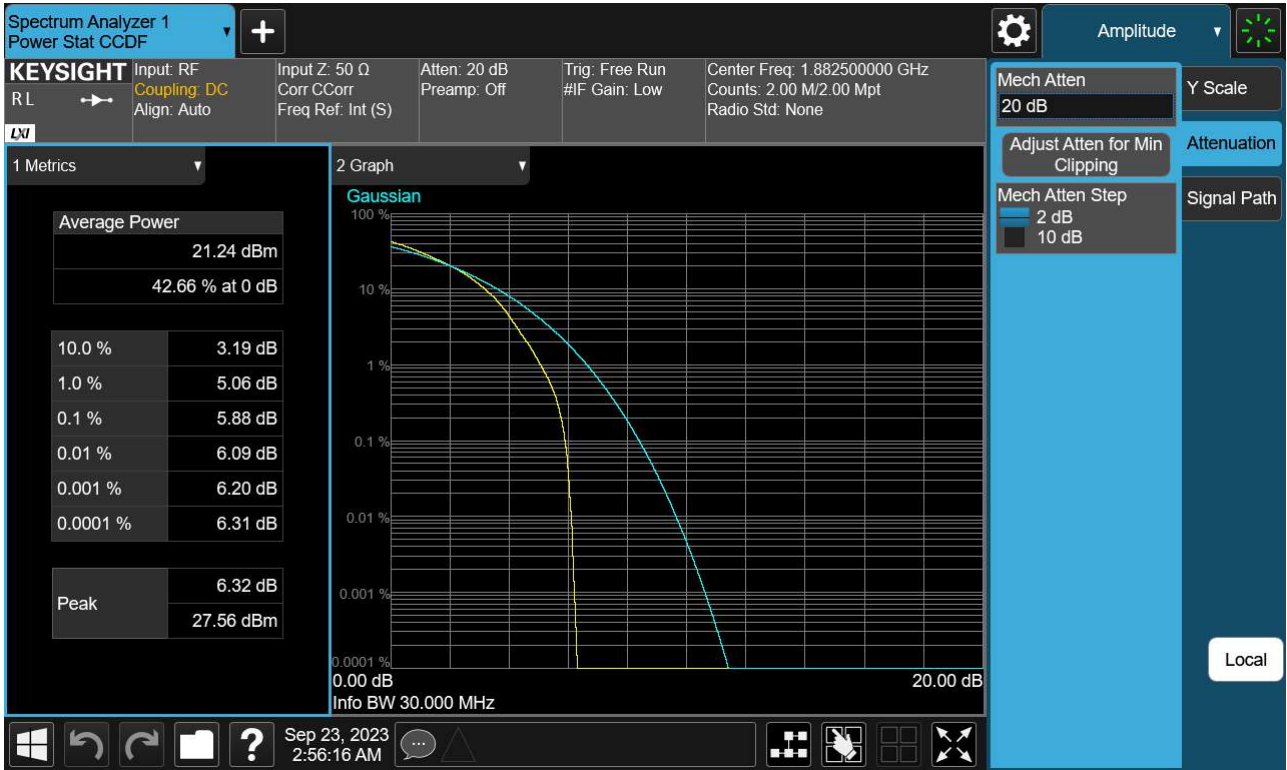 Spectrum Analyzer 1
Power Stat CCDF
+
Amplitude
KEYSIGHT
RL
LXI
Input: RF
Coupling: DC
Align: Auto
Input Z: 50 Ω
Corr CCorr
Freq Ref: Int (S)
Atten: 20 dB
Preamp: Off
Trig: Free Run
#IF Gain: Low
Center Freq: 1.882500000 GHz
Counts: 2.00 M/2.00 Mpt
Radio Std: None
1 Metrics
Average Power
21.24 dBm
42.66 % at 0 dB
10.0 % 3.19 dB
1.0 % 5.06 dB
0.1 % 5.88 dB
0.01 % 6.09 dB
0.001 % 6.20 dB
0.0001 % 6.31 dB
Peak
6.32 dB
27.56 dBm
2 Graph
Gaussian
100 %
10 %
1 %
0.1 %
0.01 %
0.001 %
0.0001 %
0.00 dB 20.00 dB
Info BW 30.000 MHz
Mech Atten
20 dB
Adjust Atten for Min
Clipping
Mech Atten Step
2 dB
10 dB
Y Scale
Attenuation
Signal Path
Local
?
Sep 23, 2023
2:56:16 AM